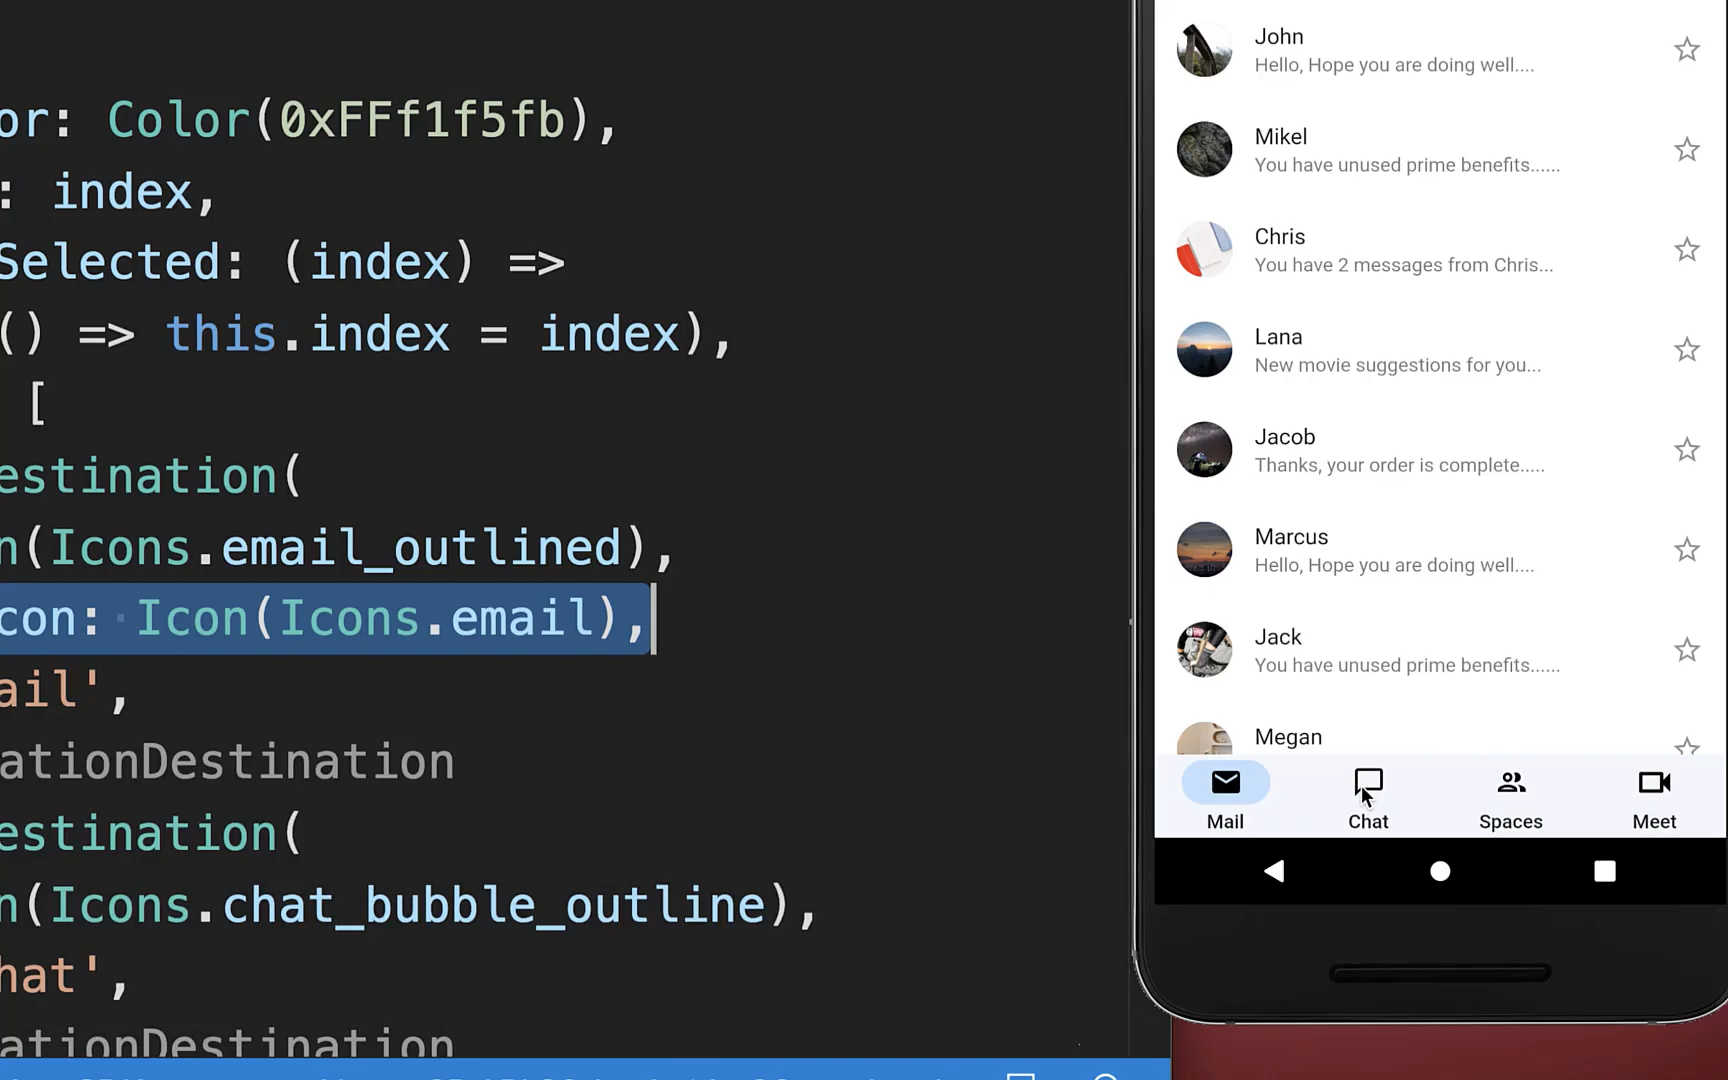 or: Color(0xFFf1f5fb),
: index,
Selected: (index) =>
() => this.index = index),
[
estination(
n(Icons.email_outlined),
con: Icon(Icons.email),
ail',
ationDestination
estination(
n(Icons.chat_bubble_outline),
hat',
ationDestination
John
Hello, Hope you are doing well....
Mikel
You have unused prime benefits......
Chris
You have 2 messages from Chris...
Lana
New movie suggestions for you...
Jacob
Thanks, your order is complete.....
Marcus
Hello, Hope you are doing well....
Jack
You have unused prime benefits......
Megan
Mail
Chat
Spaces
Meet